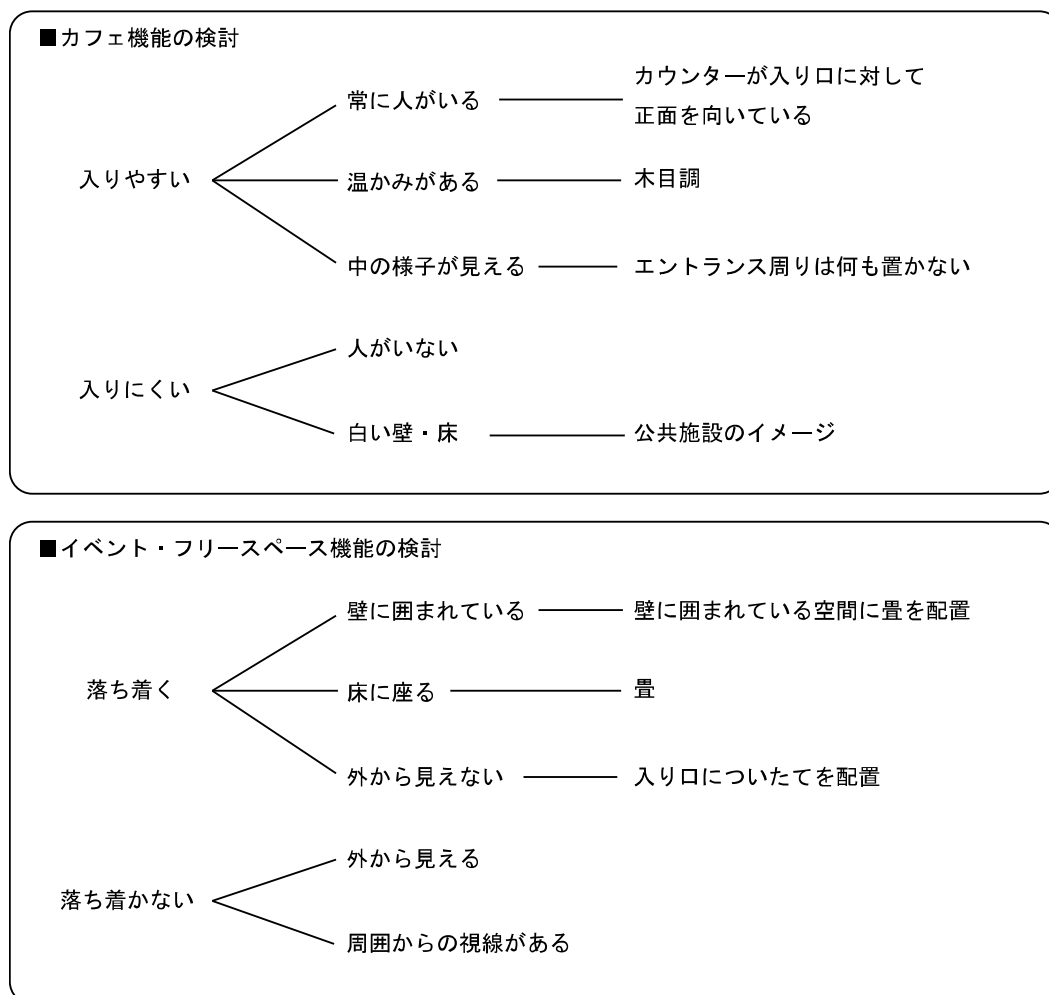 ■カフェ機能の検討
入りやすい
常に人がいる
カウンターが入り口に対して
正面を向いている
温かみがある
木目調
中の様子が見える
エントランス周りは何も置かない
入りにくい
人がいない
白い壁・床
公共施設のイメージ
■イベント・フリースペース機能の検討
落ち着く
壁に囲まれている
壁に囲まれている空間に畳を配置
床に座る
畳
外から見えない
入り口についたてを配置
落ち着かない
外から見える
周囲からの視線がある